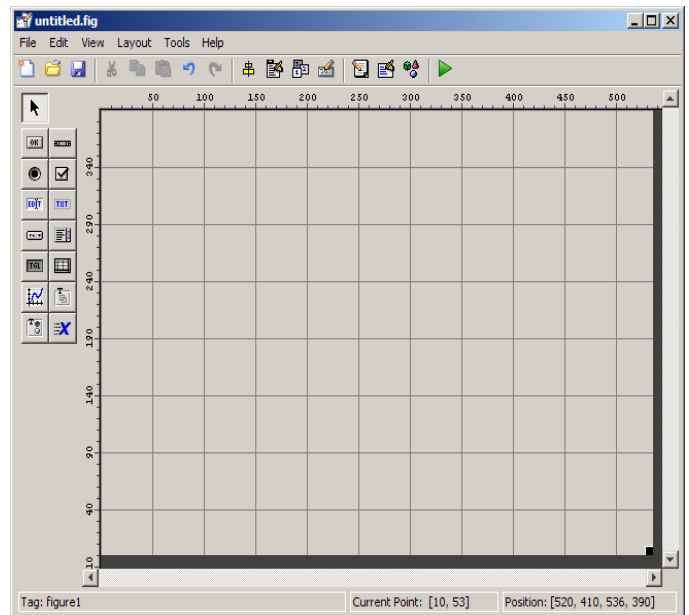 untitled.fig
File Edit View Layout Tools Help
50 100 150 200 250 300 350 400 450 500
OK
340
EDIT TXT
290
TGL
240
190
140
90
40
10
Tag: figure1 Current Point: [10, 53] Position: [520, 410, 536, 390]